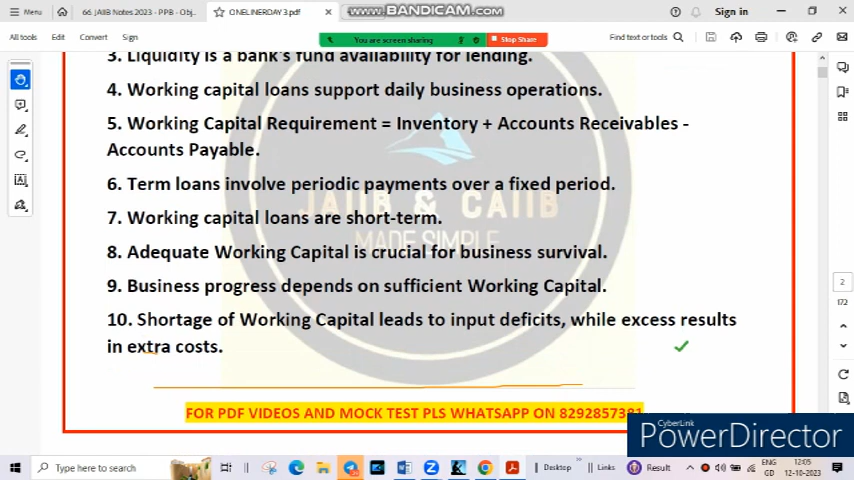 Menu
66. JAIIB Notes 2023 - PPB - Obj...
ONELINERDAY 3.pdf
www.BANDICAM.com
Sign in
All tools
Edit
Convert
Sign
You are screen sharing
Stop Share
Find text or tools
3. Liquidity is a bank's fund availability for lending.
4. Working capital loans support daily business operations.
5. Working Capital Requirement = Inventory + Accounts Receivables -
Accounts Payable.
6. Term loans involve periodic payments over a fixed period.
JAIIB & CAIIB
7. Working capital loans are short-term.
MADE SIMPLE
8. Adequate Working Capital is crucial for business survival.
9. Business progress depends on sufficient Working Capital.
10. Shortage of Working Capital leads to input deficits, while excess results
in extra costs.
2
172
FOR PDF VIDEOS AND MOCK TEST PLS WHATSAPP ON 8292857381
CyberLink
PowerDirector
Type here to search
Desktop
Links
Result
ENG
GD
12:05
12-10-2023